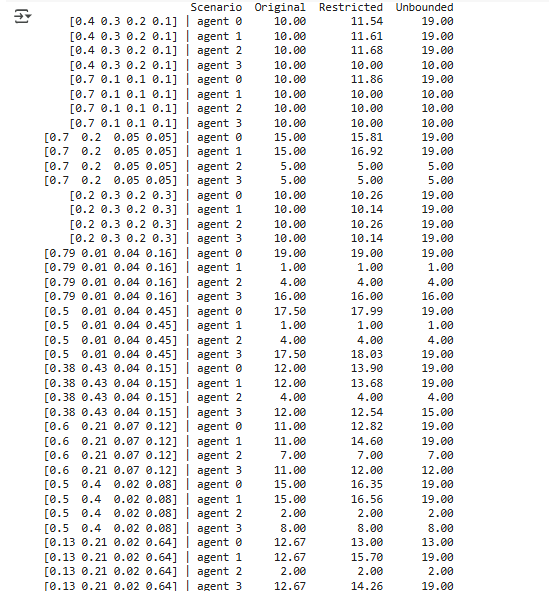 Scenario Original Restricted Unbounded
[0.4 0.3 0.2 0.1] | agent 0 10.00 11.54 19.00
[0.4 0.3 0.2 0.1] | agent 1 10.00 11.61 19.00
[0.4 0.3 0.2 0.1] | agent 2 10.00 11.68 19.00
[0.4 0.3 0.2 0.1] | agent 3 10.00 10.00 10.00
[0.7 0.1 0.1 0.1] | agent 0 10.00 11.86 19.00
[0.7 0.1 0.1 0.1] | agent 1 10.00 10.00 10.00
[0.7 0.1 0.1 0.1] | agent 2 10.00 10.00 10.00
[0.7 0.1 0.1 0.1] | agent 3 10.00 10.00 10.00
[0.7 0.2 0.05 0.05] | agent 0 15.00 15.81 19.00
[0.7 0.2 0.05 0.05] | agent 1 15.00 16.92 19.00
[0.7 0.2 0.05 0.05] | agent 2 5.00 5.00 5.00
[0.7 0.2 0.05 0.05] | agent 3 5.00 5.00 5.00
[0.2 0.3 0.2 0.3] | agent 0 10.00 10.26 19.00
[0.2 0.3 0.2 0.3] | agent 1 10.00 10.14 19.00
[0.2 0.3 0.2 0.3] | agent 2 10.00 10.26 19.00
[0.2 0.3 0.2 0.3] | agent 3 10.00 10.14 19.00
[0.79 0.01 0.04 0.16] | agent 0 19.00 19.00 19.00
[0.79 0.01 0.04 0.16] | agent 1 1.00 1.00 1.00
[0.79 0.01 0.04 0.16] | agent 2 4.00 4.00 4.00
[0.79 0.01 0.04 0.16] | agent 3 16.00 16.00 16.00
[0.5 0.01 0.04 0.45] | agent 0 17.50 17.99 19.00
[0.5 0.01 0.04 0.45] | agent 1 1.00 1.00 1.00
[0.5 0.01 0.04 0.45] | agent 2 4.00 4.00 4.00
[0.5 0.01 0.04 0.45] | agent 3 17.50 18.03 19.00
[0.38 0.43 0.04 0.15] | agent 0 12.00 13.90 19.00
[0.38 0.43 0.04 0.15] | agent 1 12.00 13.68 19.00
[0.38 0.43 0.04 0.15] | agent 2 4.00 4.00 4.00
[0.38 0.43 0.04 0.15] | agent 3 12.00 12.54 15.00
[0.6 0.21 0.07 0.12] | agent 0 11.00 12.82 19.00
[0.6 0.21 0.07 0.12] | agent 1 11.00 14.60 19.00
[0.6 0.21 0.07 0.12] | agent 2 7.00 7.00 7.00
[0.6 0.21 0.07 0.12] | agent 3 11.00 12.00 12.00
[0.5 0.4 0.02 0.08] | agent 0 15.00 16.35 19.00
[0.5 0.4 0.02 0.08] | agent 1 15.00 16.56 19.00
[0.5 0.4 0.02 0.08] | agent 2 2.00 2.00 2.00
[0.5 0.4 0.02 0.08] | agent 3 8.00 8.00 8.00
[0.13 0.21 0.02 0.64] | agent 0 12.67 13.00 13.00
[0.13 0.21 0.02 0.64] | agent 1 12.67 15.70 19.00
[0.13 0.21 0.02 0.64] | agent 2 2.00 2.00 2.00
[0.13 0.21 0.02 0.64] | agent 3 12.67 14.26 19.00